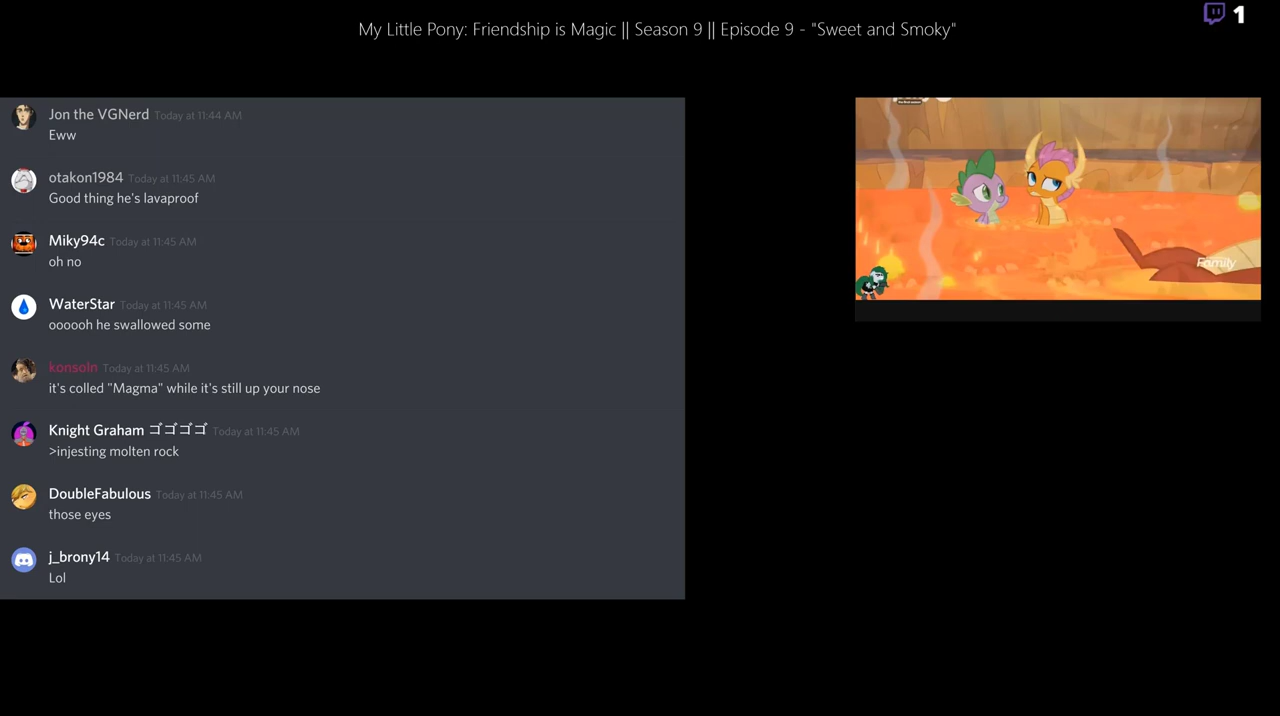 My Little Pony: Friendship is Magic || Season 9 || Episode 9 - "Sweet and Smoky"
1
Jon the VGNerd Today at 11:44 AM
Eww
otakon1984 Today at 11:45 AM
Good thing he's lavaproof
Miky94c Today at 11:45 AM
oh no
WaterStar Today at 11:45 AM
oooooh he swallowed some
konsoln Today at 11:45 AM
it's colled "Magma" while it's still up your nose
Knight Graham ゴゴゴゴ Today at 11:45 AM
>injesting molten rock
DoubleFabulous Today at 11:45 AM
those eyes
j_brony14 Today at 11:45 AM
Lol
Family